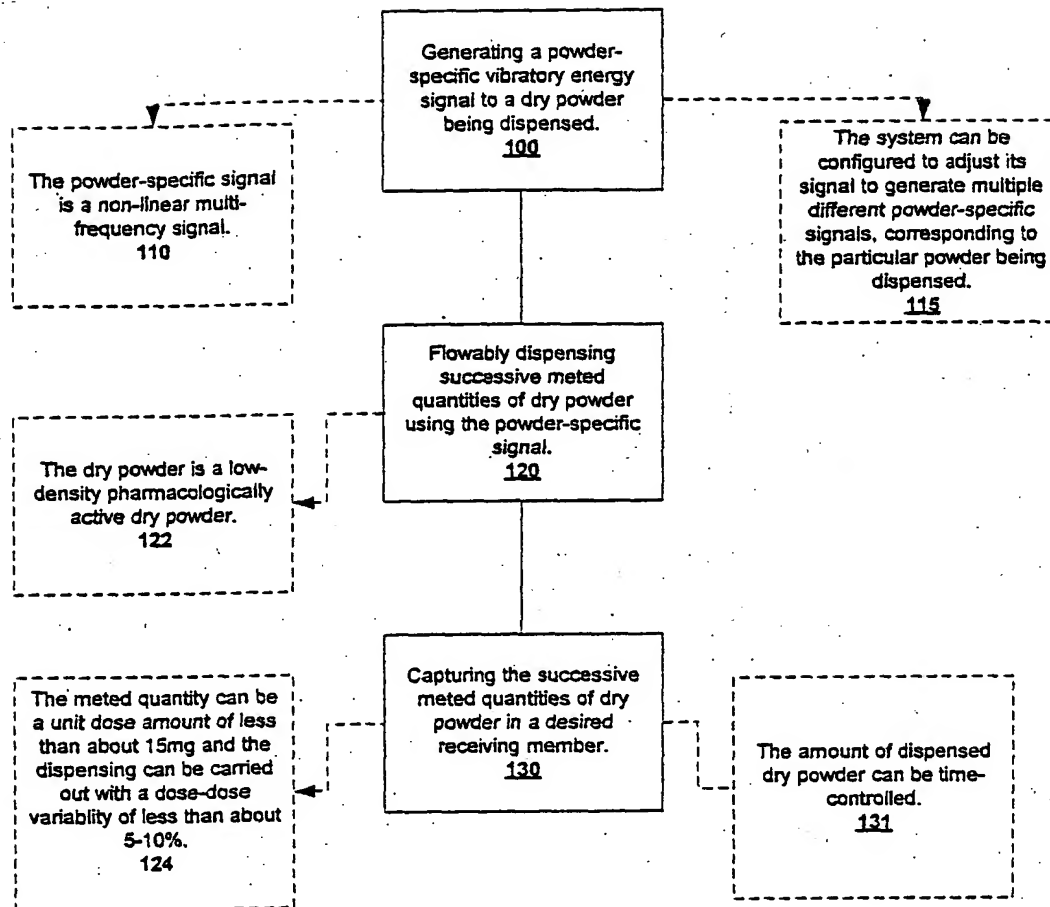 Generating a powder-
specific vibratory energy
signal to a dry powder
being dispensed.
100
The powder-specific signal
is a non-linear multi-
frequency signal.
110
The system can be
configured to adjust its
signal to generate multiple
different powder-specific
signals, corresponding to
the particular powder being
dispensed.
115
Flowably dispensing
successive meted
quantities of dry powder
using the powder-specific
signal.
120
The dry powder is a low-
density pharmacologically
active dry powder.
122
Capturing the successive
meted quantities of dry
powder in a desired
receiving member.
130
The meted quantity can be
a unit dose amount of less
than about 15mg and the
dispensing can be carried
out with a dose-dose
variablity of less than about
5-10%.
124
The amount of dispensed
dry powder can be time-
controlled.
131